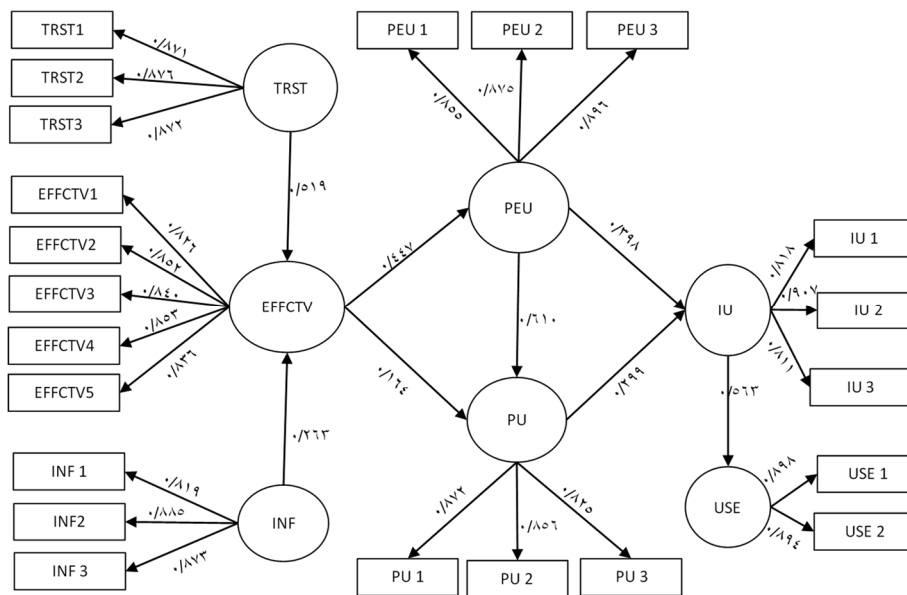 TRST1
TRST2
TRST3
۰/۸۷۱
۰/۸۷۶
۰/۸۷۲
TRST
۰/۵۱۹
EFFCTV1
EFFCTV2
EFFCTV3
EFFCTV4
EFFCTV5
۰/۸۲۶
۰/۸۵۲
۰/۸۴۰
۰/۸۵۳
۰/۸۳۶
EFFCTV
۰/۲۶۳
INF 1
INF2
INF 3
۰/۸۱۹
۰/۸۸۵
۰/۸۷۳
INF
PEU 1
PEU 2
PEU 3
۰/۸۵۵
۰/۸۷۵
۰/۸۹۶
PEU
۰/۴۴۷
۰/۱۶۴
۰/۶۱۰
۰/۳۹۸
۰/۲۹۹
PU
۰/۸۷۲
۰/۸۵۶
۰/۸۲۵
PU 1
PU 2
PU 3
IU
۰/۸۱۸
۰/۹۰۷
۰/۸۱۱
IU 1
IU 2
IU 3
۰/۵۶۳
USE
۰/۸۹۸
۰/۸۹۴
USE 1
USE 2